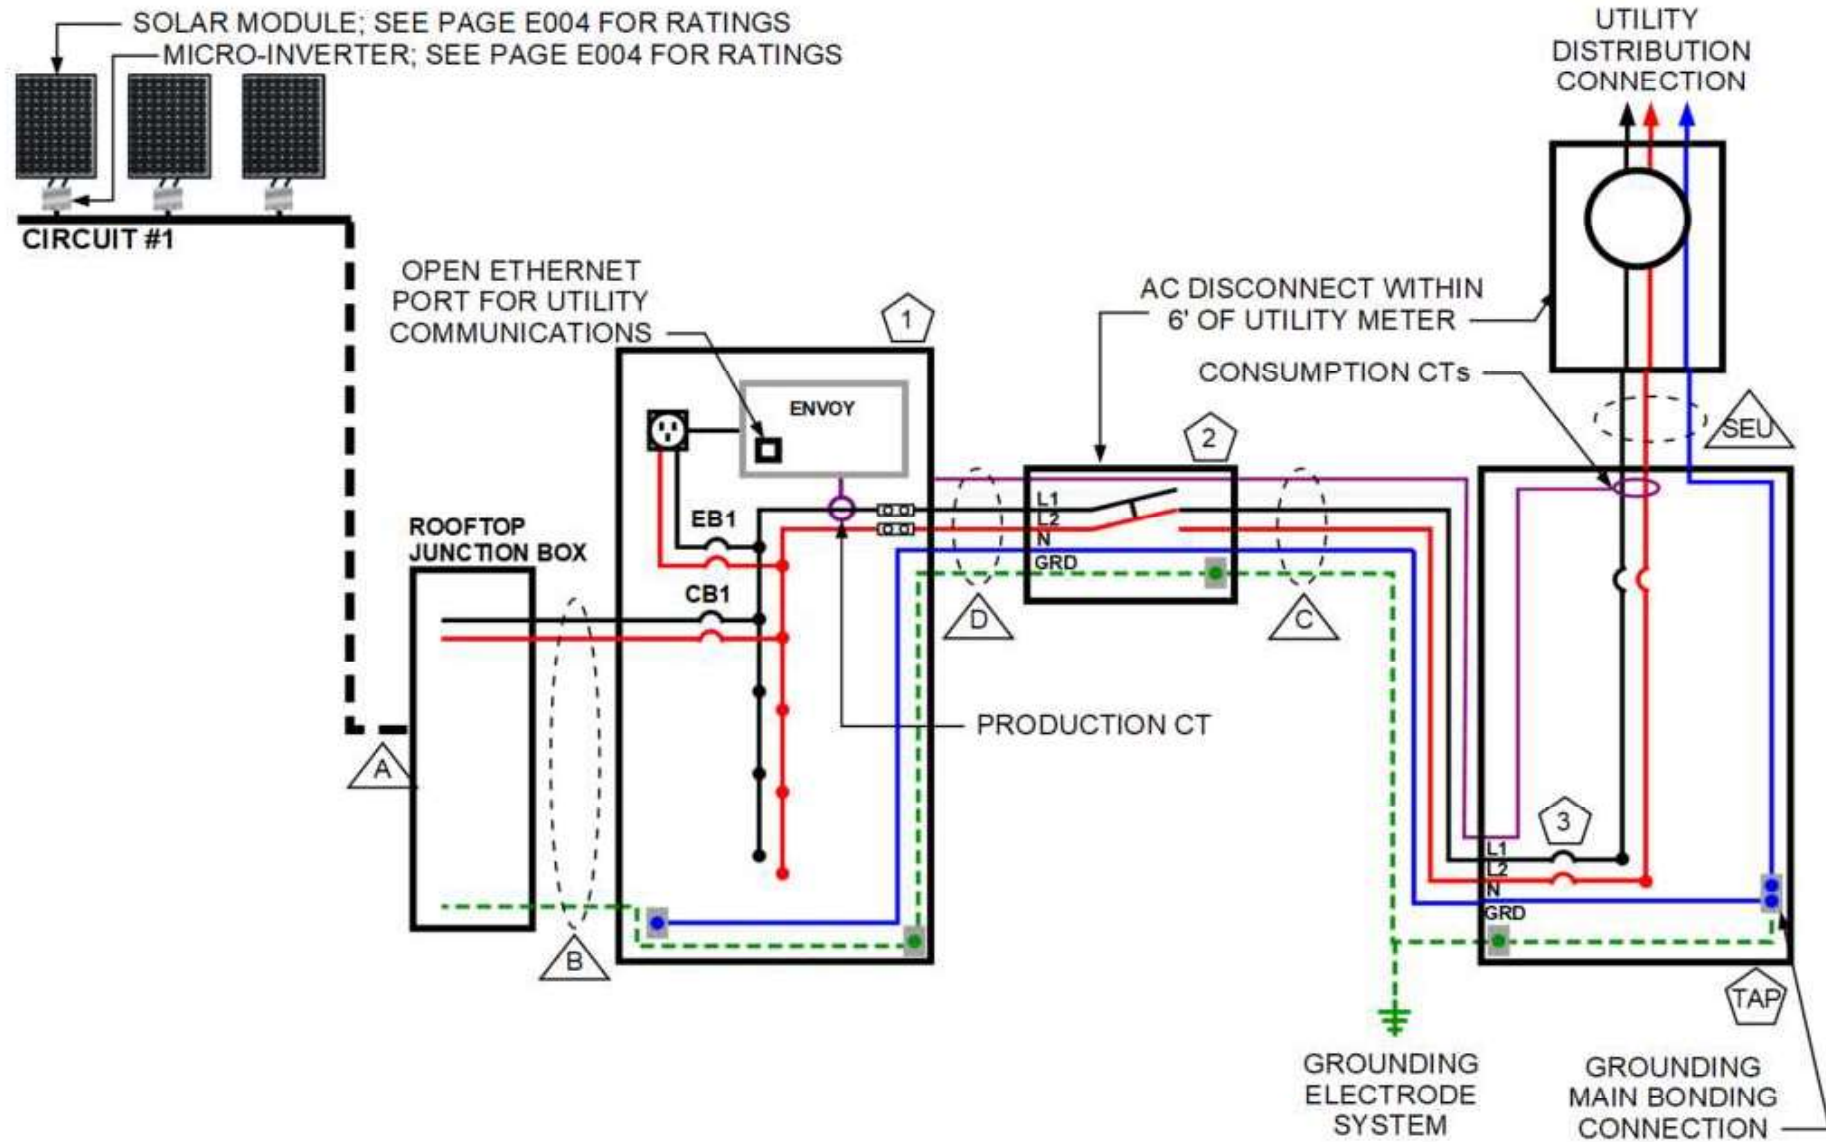 SOLAR MODULE; SEE PAGE E004 FOR RATINGS
MICRO-INVERTER; SEE PAGE E004 FOR RATINGS
CIRCUIT #1
UTILITY
DISTRIBUTION
CONNECTION
OPEN ETHERNET
PORT FOR UTILITY
COMMUNICATIONS
1
ENVOY
AC DISCONNECT WITHIN
6' OF UTILITY METER
CONSUMPTION CTs
SEU
2
ROOFTOP
JUNCTION BOX
EB1
CB1
L1
L2
N
GRD
D
C
PRODUCTION CT
A
B
3
L1
L2
N
GRD
TAP
GROUNDING
ELECTRODE
SYSTEM
GROUNDING
MAIN BONDING
CONNECTION